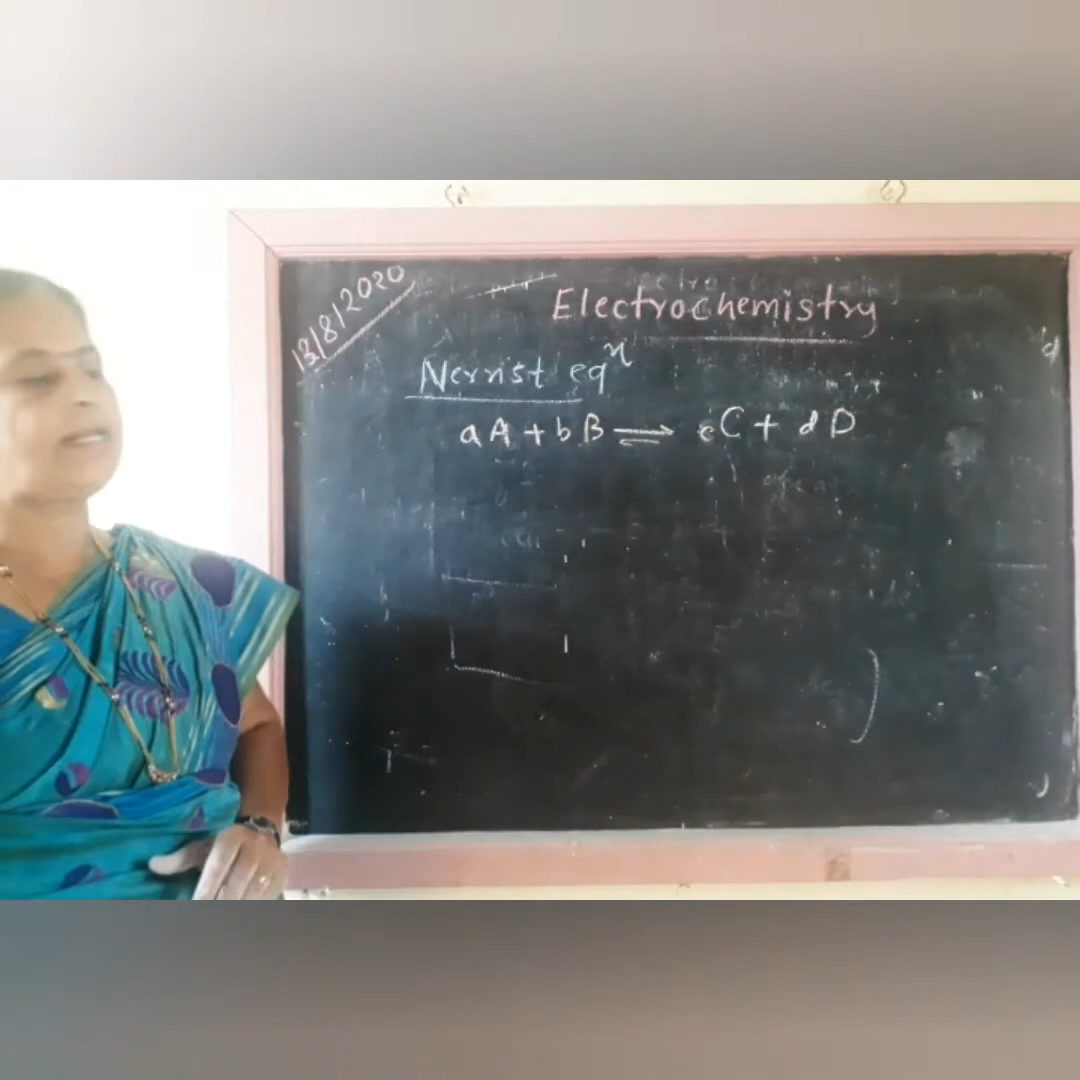 13/8/2020
Electrochemistry
Nernst eqⁿ
aA + bB ⇌ cC + dD
d